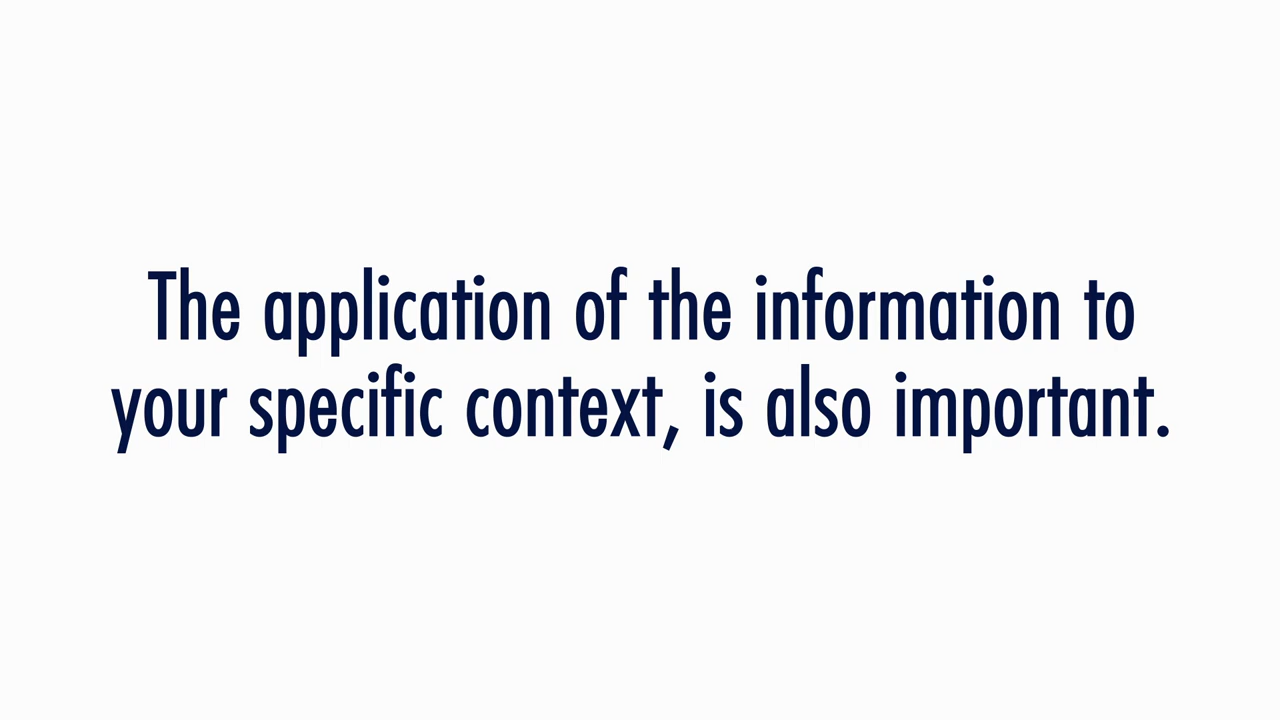 The application of the information to
your specific context, is also important.